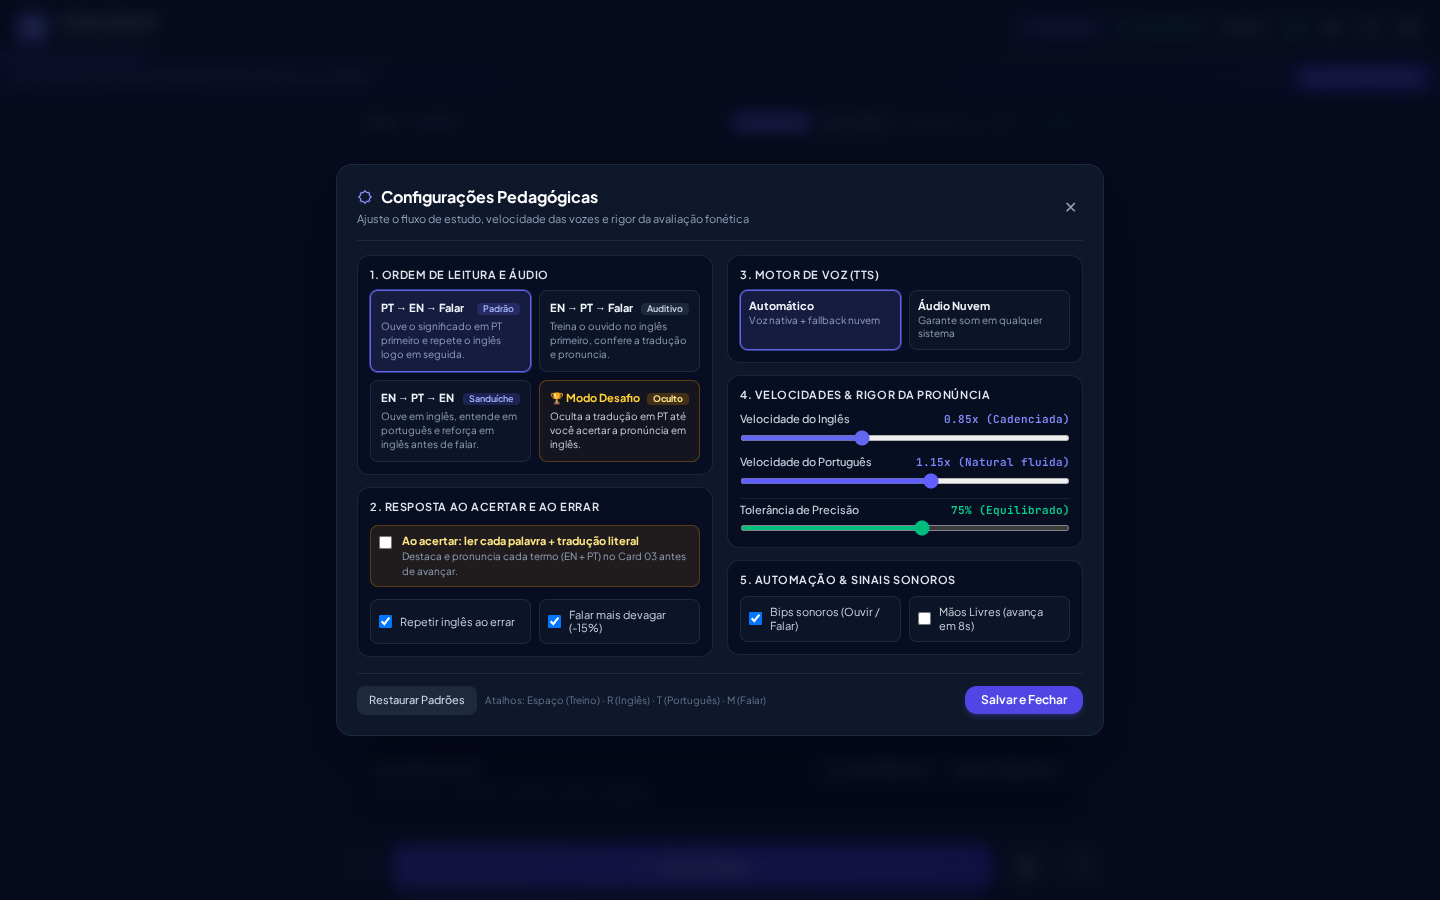 Configurações Pedagógicas
Ajuste o fluxo de estudo, velocidade das vozes e rigor da avaliação fonética
1. ORDEM DE LEITURA E ÁUDIO
PT → EN → Falar Padrão
Ouve o significado em PT
primeiro e repete o inglês
logo em seguida.
EN → PT → Falar Auditivo
Treina o ouvido no inglês
primeiro, confere a tradução
e pronuncia.
EN → PT → EN Sanduíche
Ouve em inglês, entende em
português e reforça em
inglês antes de falar.
🏆 Modo Desafio Oculto
Oculta a tradução em PT até
você acertar a pronúncia em
inglês.
2. RESPOSTA AO ACERTAR E AO ERRAR
Ao acertar: ler cada palavra + tradução literal
Destaca e pronuncia cada termo (EN + PT) no Card 03 antes
de avançar.
Repetir inglês ao errar
Falar mais devagar
(-15%)
3. MOTOR DE VOZ (TTS)
Automático
Voz nativa + fallback nuvem
Áudio Nuvem
Garante som em qualquer
sistema
4. VELOCIDADES & RIGOR DA PRONÚNCIA
Velocidade do Inglês 0.85x (Cadenciada)
Velocidade do Português 1.15x (Natural fluida)
Tolerância de Precisão 75% (Equilibrado)
5. AUTOMAÇÃO & SINAIS SONOROS
Bips sonoros (Ouvir /
Falar)
Mãos Livres (avança
em 8s)
Restaurar Padrões
Atalhos: Espaço (Treino) · R (Inglês) · T (Português) · M (Falar)
Salvar e Fechar